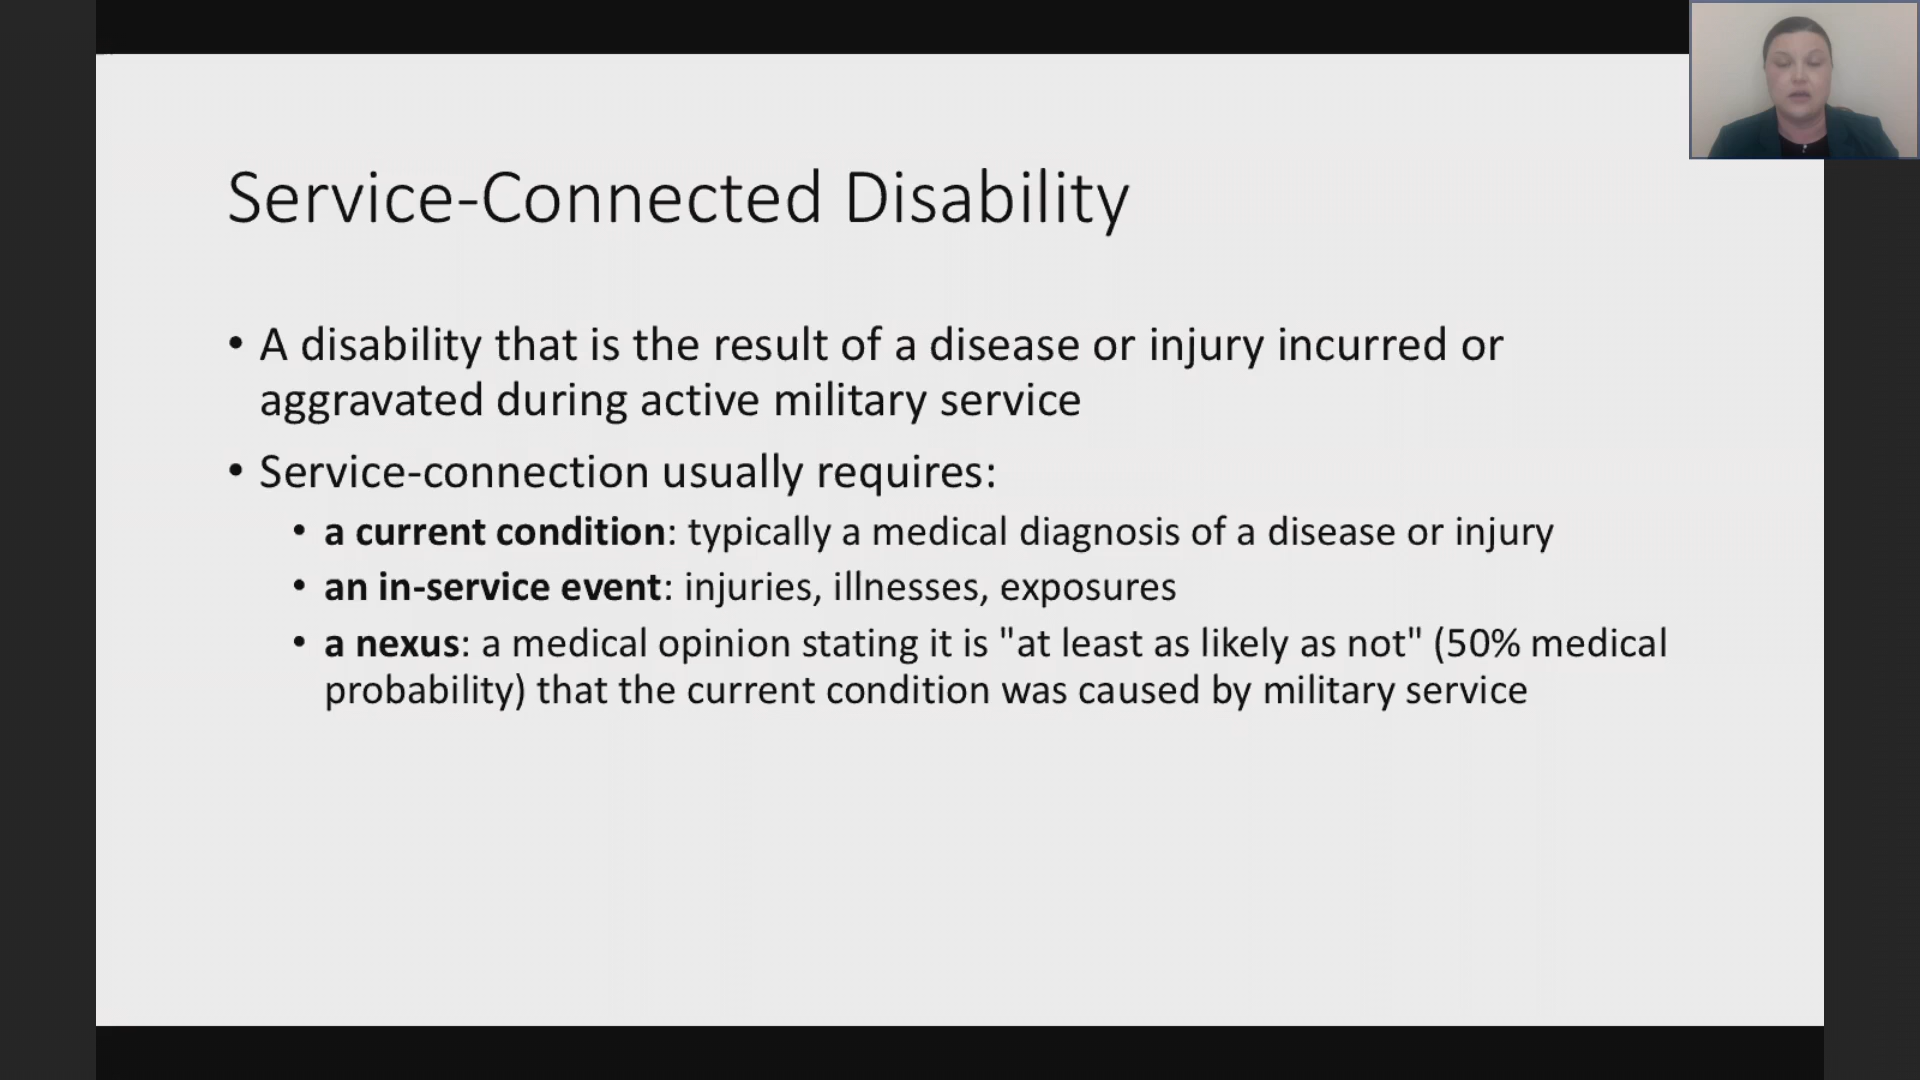 Service-Connected Disability
• A disability that is the result of a disease or injury incurred or
aggravated during active military service
• Service-connection usually requires:
• a current condition: typically a medical diagnosis of a disease or injury
• an in-service event: injuries, illnesses, exposures
• a nexus: a medical opinion stating it is "at least as likely as not" (50% medical
probability) that the current condition was caused by military service